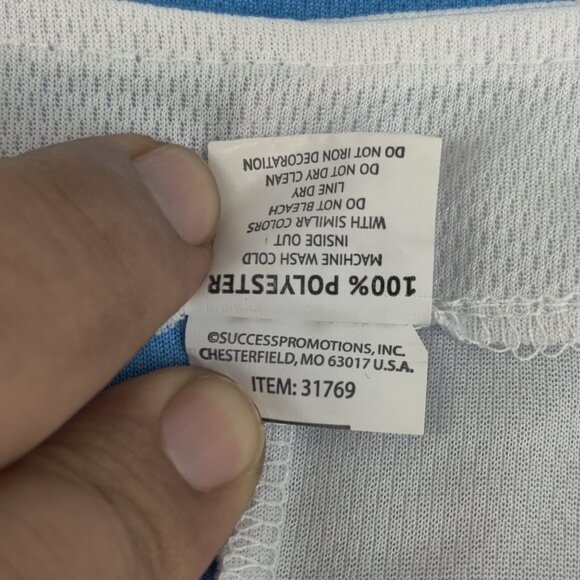 100% POLYESTER
MACHINE WASH COLD
INSIDE OUT
WITH SIMILAR COLORS
DO NOT BLEACH
LINE DRY
DO NOT DRY CLEAN
DO NOT IRON DECORATION
©SUCCESSPROMOTIONS, INC.
CHESTERFIELD, MO 63017 U.S.A.
ITEM: 31769